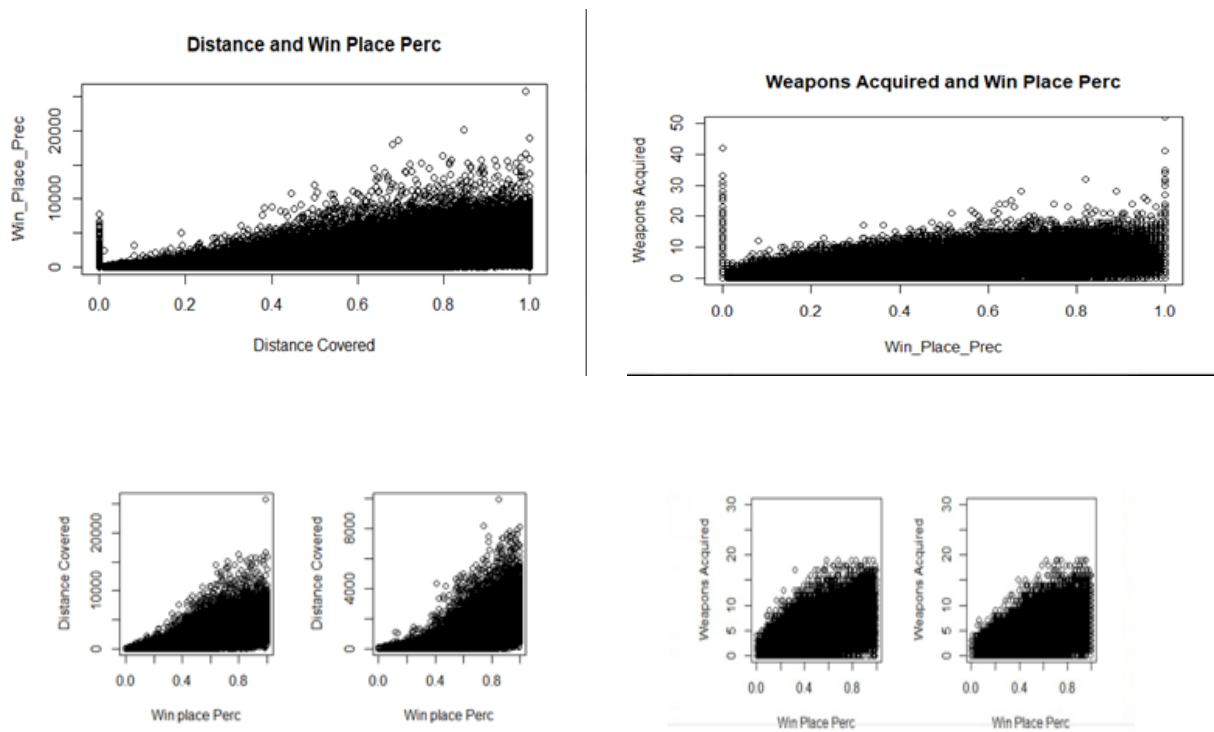 Distance and Win Place Perc
Win_Place_Prec
0 10000 20000
0.0 0.2 0.4 0.6 0.8 1.0
Distance Covered
Weapons Acquired and Win Place Perc
Weapons Acquired
0 10 20 30 40 50
0.0 0.2 0.4 0.6 0.8 1.0
Win_Place_Prec
Distance Covered
0 10000 20000
0.0 0.4 0.8
Win place Perc
Distance Covered
0 4000 8000
0.0 0.4 0.8
Win place Perc
Weapons Acquired
0 5 10 20 30
0.0 0.4 0.8
Win Place Perc
Weapons Acquired
0 5 10 20 30
0.0 0.4 0.8
Win Place Perc